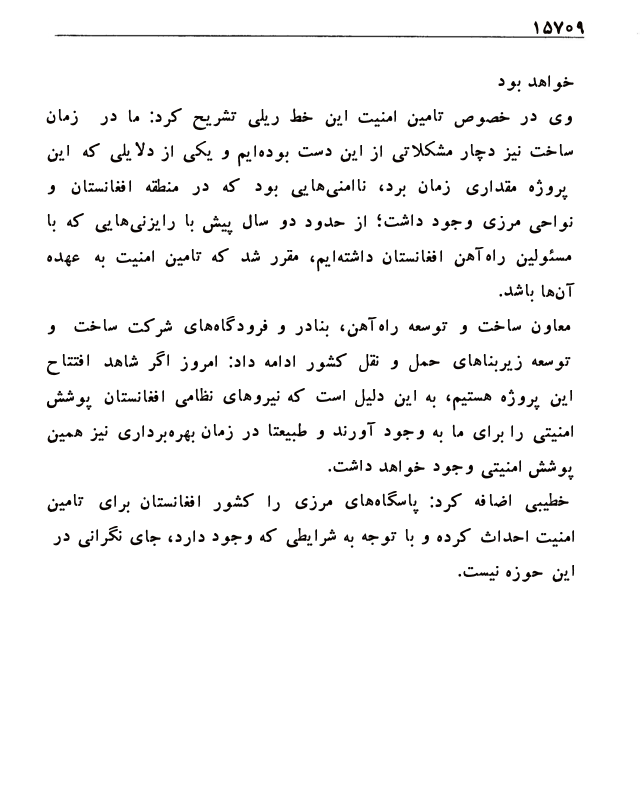 ۱۵۷۰۹
خواهد بود
وی در خصوص تامین امنیت این خط ریلی تشریح کرد: ما در زمان
ساخت نیز دچار مشکلاتی از این دست بوده‌ایم و یکی از دلایلی که این
پروژه مقداری زمان برد، ناامنی‌هایی بود که در منطقه افغانستان و
نواحی مرزی وجود داشت؛ از حدود دو سال پیش با رایزنی‌هایی که با
مسئولین راه‌آهن افغانستان داشته‌ایم، مقرر شد که تامین امنیت به عهده
آن‌ها باشد.
معاون ساخت و توسعه راه‌آهن، بنادر و فرودگاه‌های شرکت ساخت و
توسعه زیربناهای حمل و نقل کشور ادامه داد: امروز اگر شاهد افتتاح
این پروژه هستیم، به این دلیل است که نیروهای نظامی افغانستان پوشش
امنیتی را برای ما به وجود آورند و طبیعتا در زمان بهره‌برداری نیز همین
پوشش امنیتی وجود خواهد داشت.
خطیبی اضافه کرد: پاسگاه‌های مرزی را کشور افغانستان برای تامین
امنیت احداث کرده و با توجه به شرایطی که وجود دارد، جای نگرانی در
این حوزه نیست.